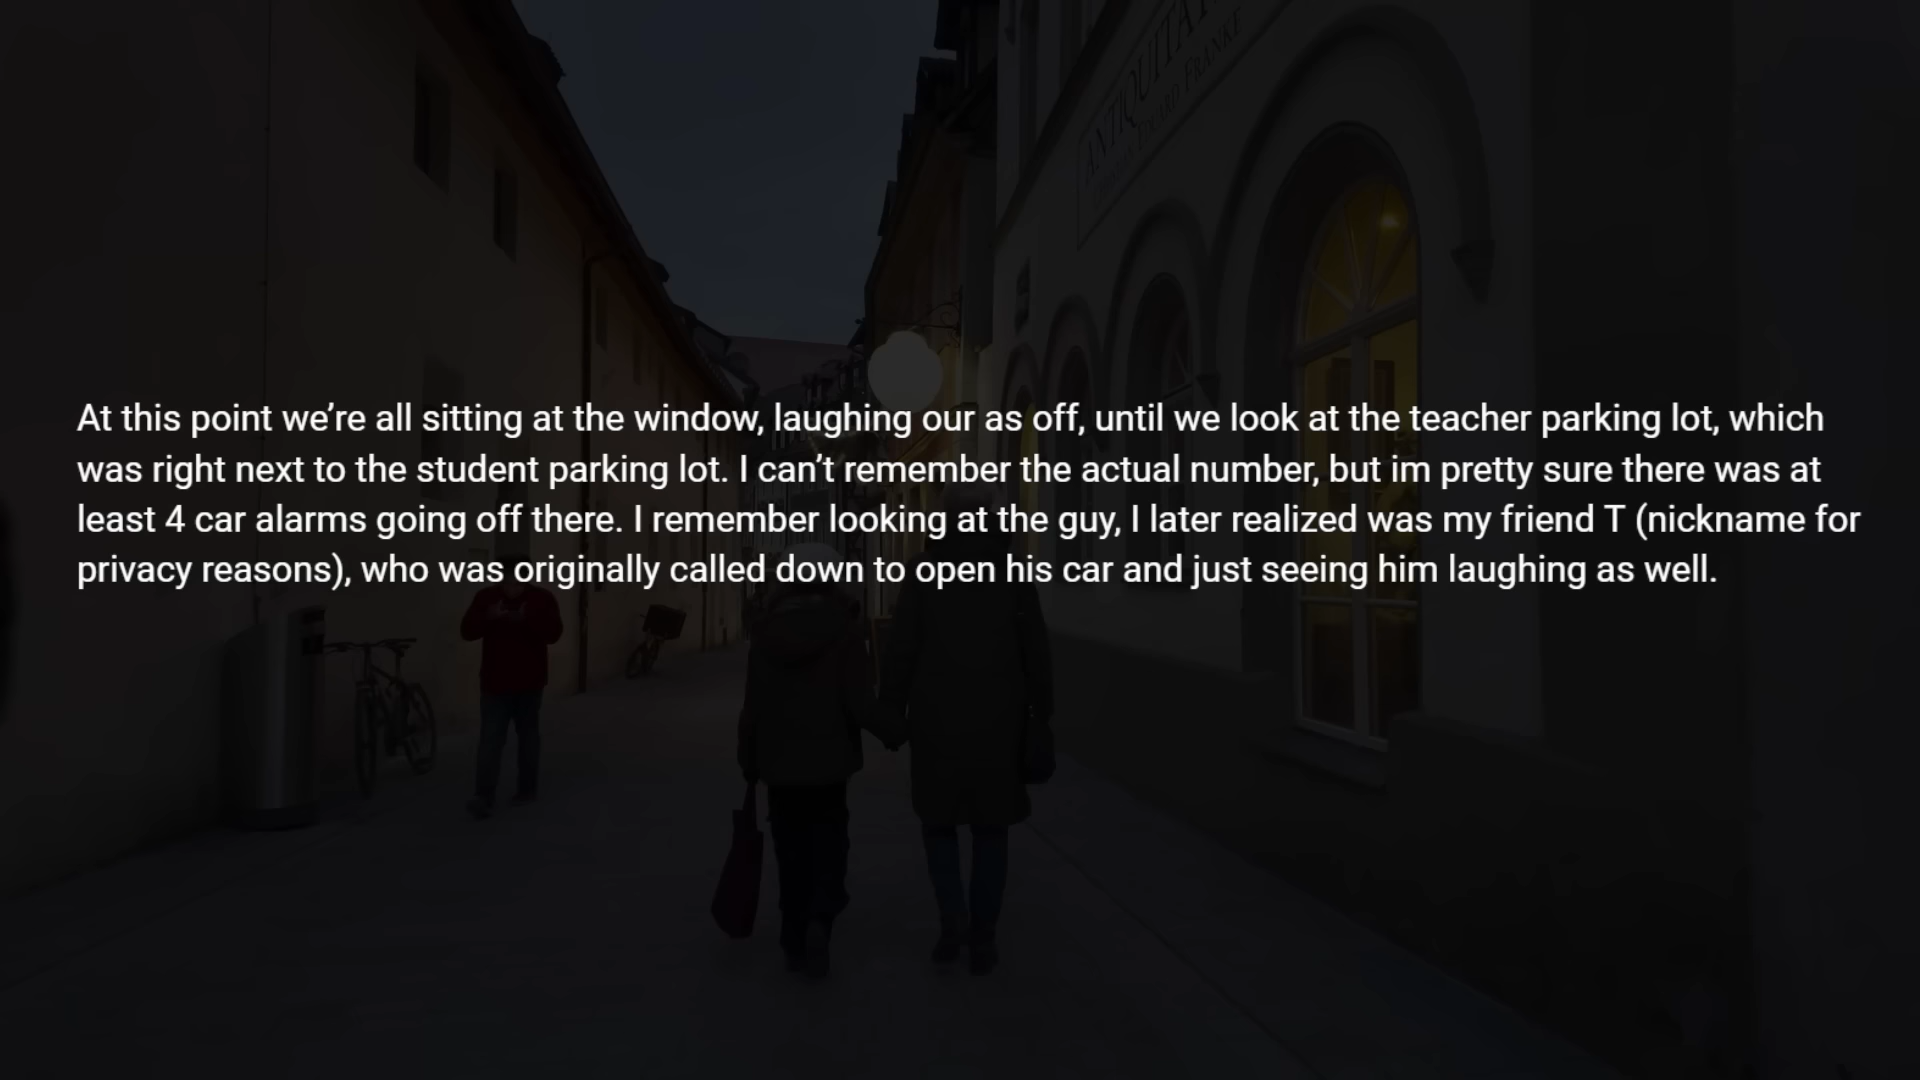 ANTIQUITÄT
EDUARD FRANKE
At this point we’re all sitting at the window, laughing our as off, until we look at the teacher parking lot, which
was right next to the student parking lot. I can’t remember the actual number, but im pretty sure there was at
least 4 car alarms going off there. I remember looking at the guy, I later realized was my friend T (nickname for
privacy reasons), who was originally called down to open his car and just seeing him laughing as well.